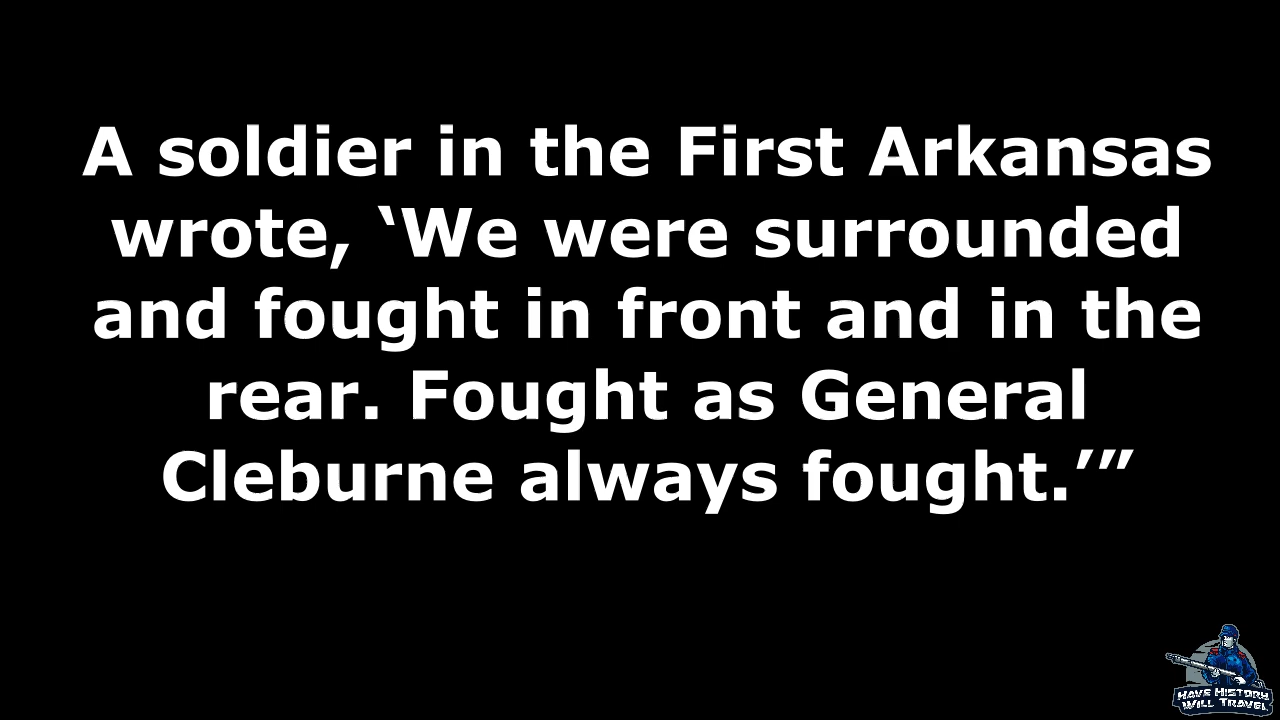 A soldier in the First Arkansas
wrote, ‘We were surrounded
and fought in front and in the
rear. Fought as General
Cleburne always fought.’”
Have History
Will Travel